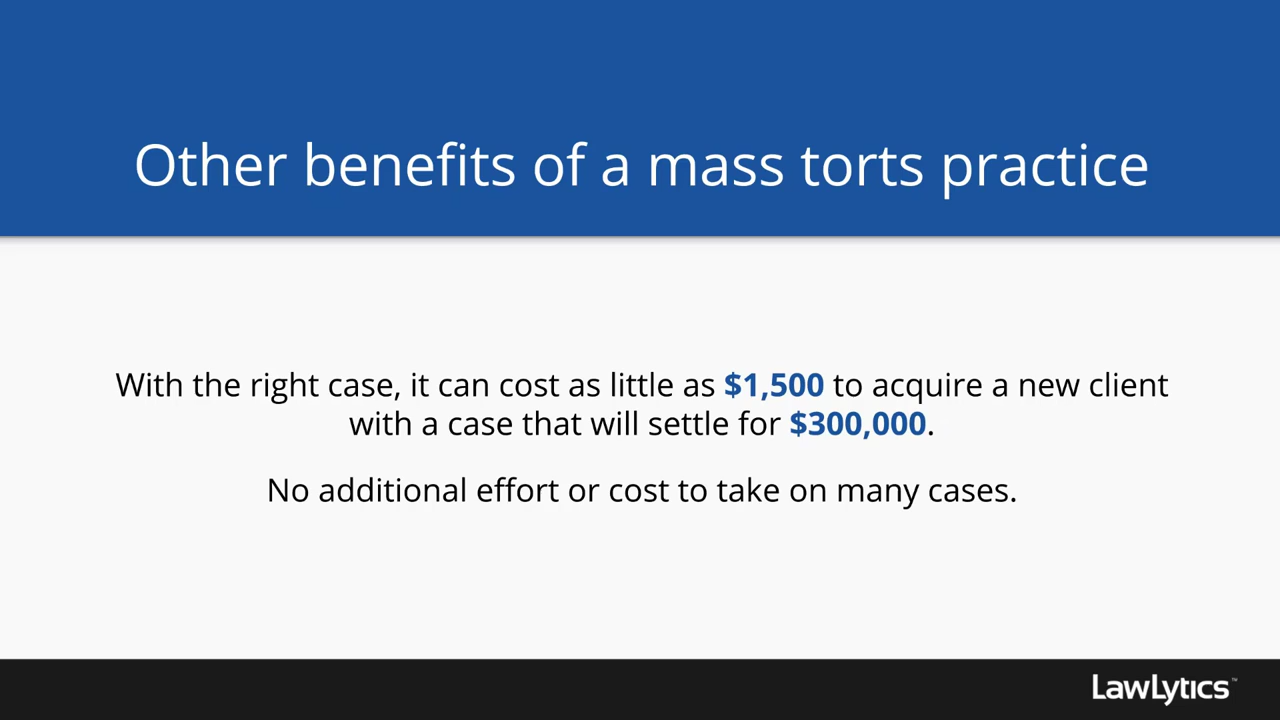 Other benefits of a mass torts practice
With the right case, it can cost as little as $1,500 to acquire a new client
with a case that will settle for $300,000.
No additional effort or cost to take on many cases.
LawLytics™